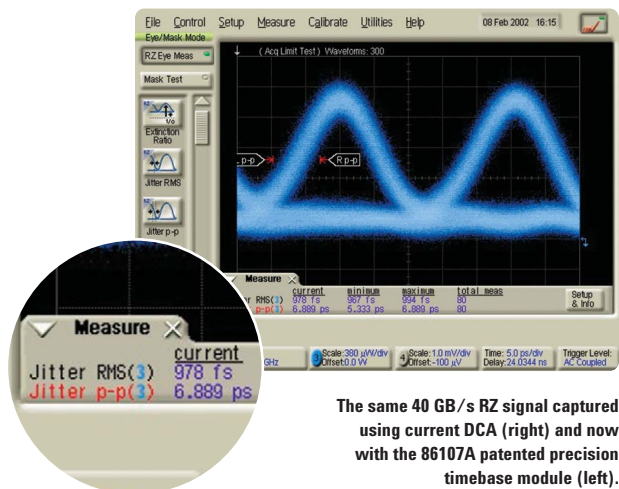 File Control Setup Measure Calibrate Utilities Help 08 Feb 2002 16:15
Eye/Mask Mode
RZ Eye Meas
Mask Test
Extinction
Ratio
Jitter RMS
Jitter p-p
( Acq Limit Test ) Waveforms: 300
L p-p
R p-p
Measure
current minimum maximum total meas
RMS(3) 978 fs 967 fs 994 fs 80
p-p(3) 6.889 ps 5.333 ps 6.889 ps 80
Setup
& Info
GHz
3 Scale:380 µW/div
Offset:0.0 W
4 Scale:1.0 mV/div
Offset:-100 µV
Time: 5.0 ps/div
Delay:24.0344 ns
Trigger Level:
AC Coupled
Measure
current
Jitter RMS(3) 978 fs
Jitter p-p(3) 6.889 ps
The same 40 GB/s RZ signal captured
using current DCA (right) and now
with the 86107A patented precision
timebase module (left).